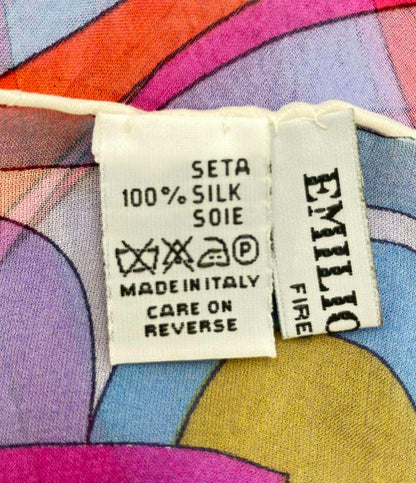 SETA
100% SILK
SOIE
P
MADE IN ITALY
CARE ON
REVERSE
EMILIO
FIRE